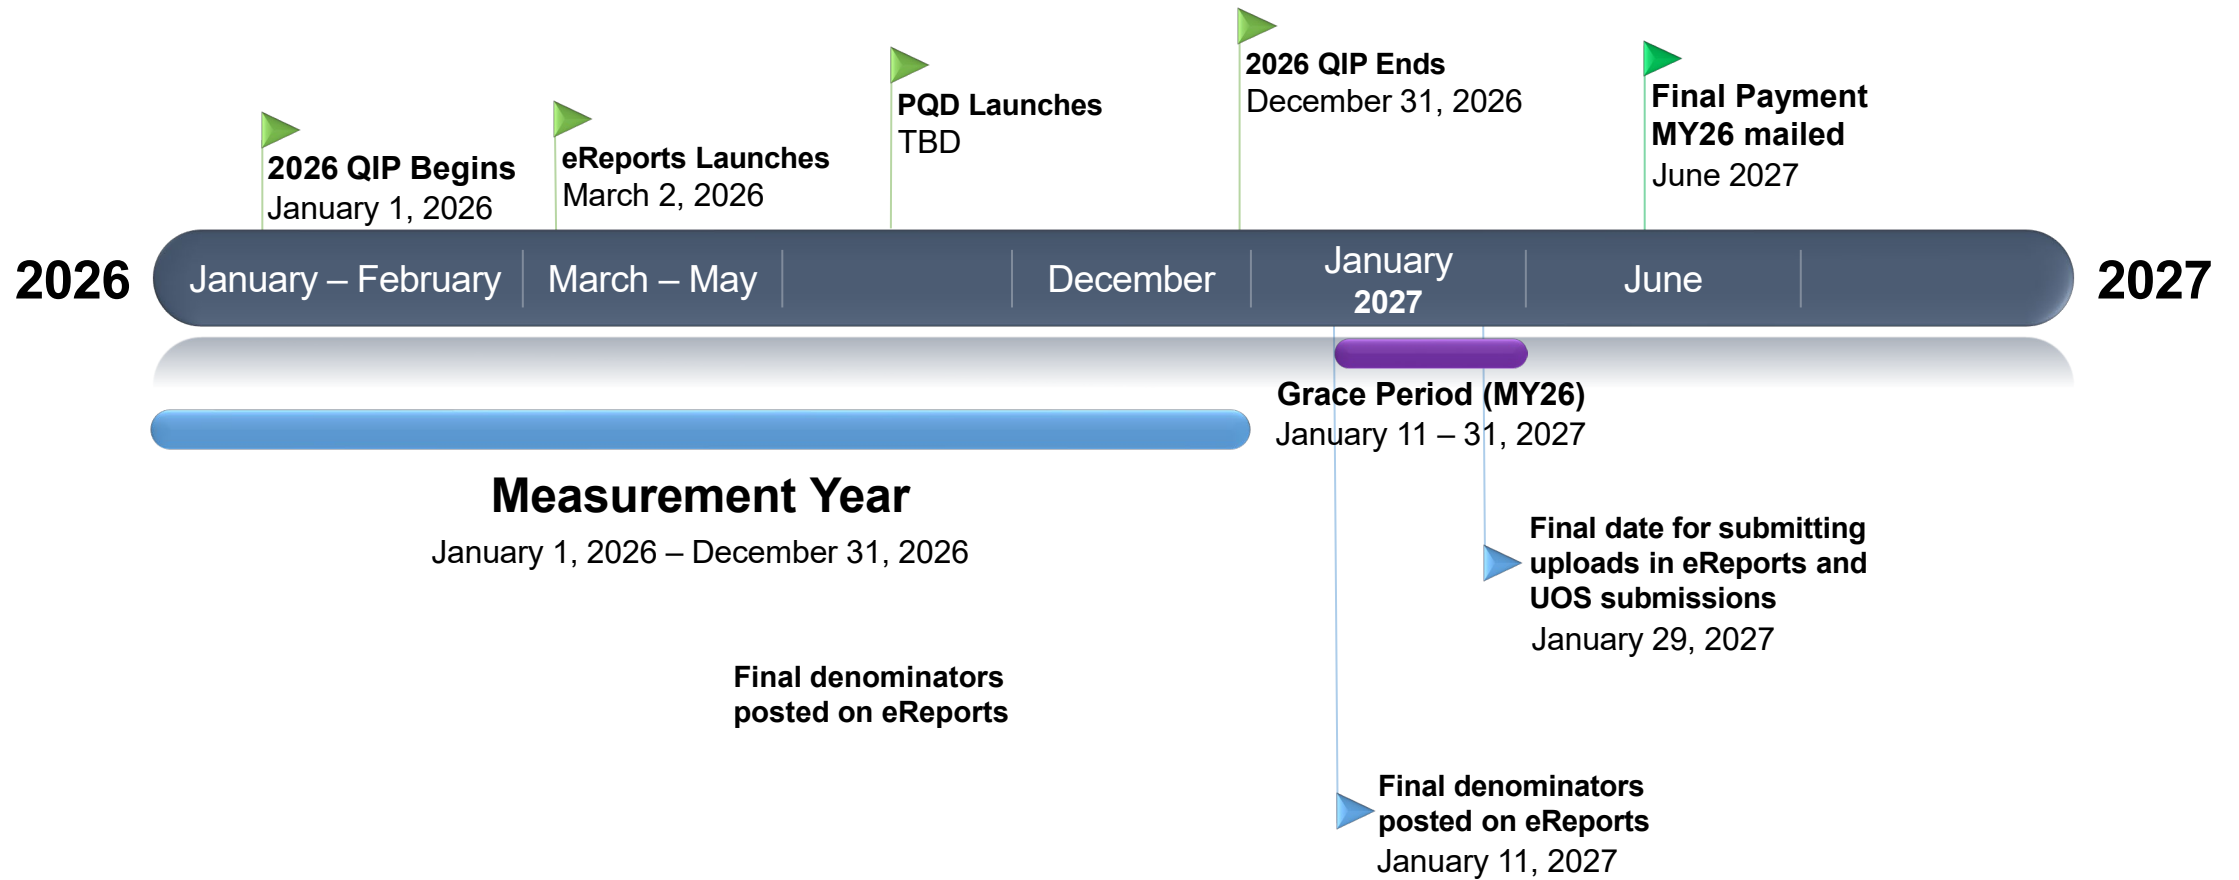 2026 QIP Begins
January 1, 2026
eReports Launches
March 2, 2026
PQD Launches
TBD
2026 QIP Ends
December 31, 2026
Final Payment
MY26 mailed
June 2027
2026
January – February
March – May
December
January
2027
June
2027
Grace Period (MY26)
January 11 – 31, 2027
Measurement Year
January 1, 2026 – December 31, 2026
Final date for submitting
uploads in eReports and
UOS submissions
January 29, 2027
Final denominators
posted on eReports
Final denominators
posted on eReports
January 11, 2027